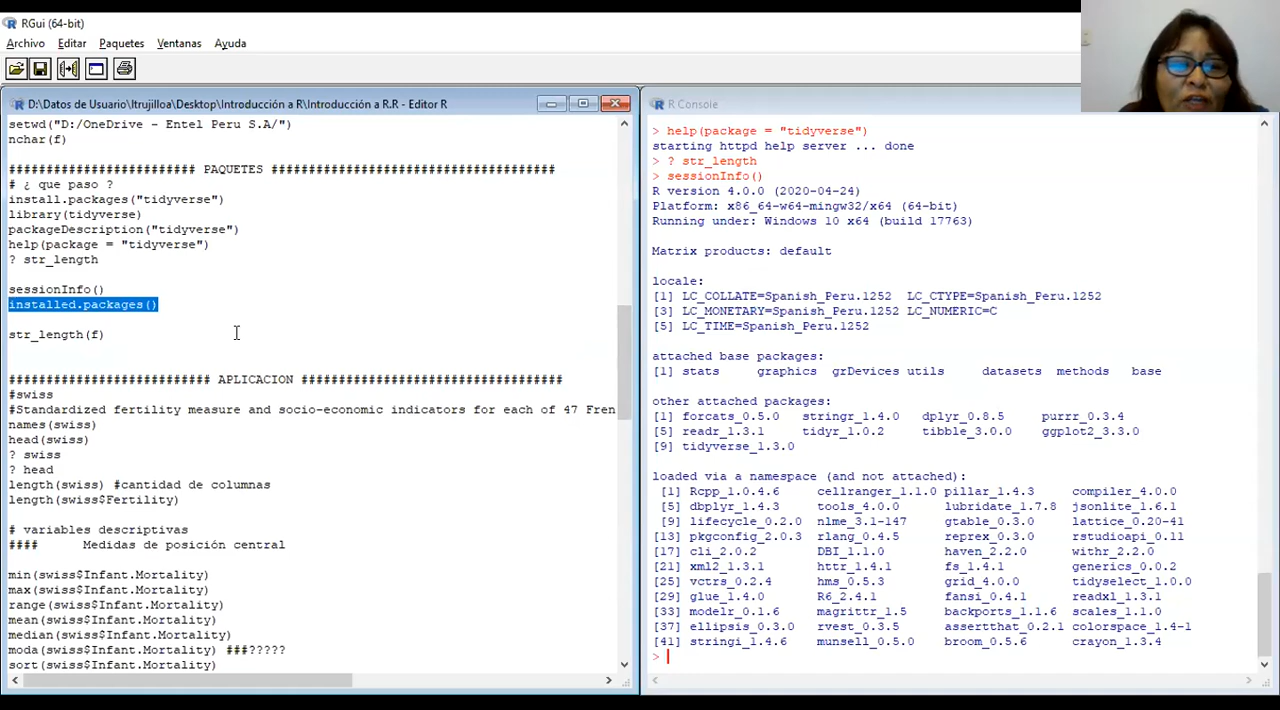 RGui (64-bit)
Archivo Editar Paquetes Ventanas Ayuda
D:\Datos de Usuario\ltrujilloa\Desktop\Introducción a R\Introducción a R.R - Editor R
setwd("D:/OneDrive - Entel Peru S.A/")
nchar(f)
######################### PAQUETES ######################################
# ¿ que paso ?
install.packages("tidyverse")
library(tidyverse)
packageDescription("tidyverse")
help(package = "tidyverse")
? str_length
sessionInfo()
installed.packages()
str_length(f)
########################### APLICACION ###################################
#swiss
#Standardized fertility measure and socio-economic indicators for each of 47 Fren
names(swiss)
head(swiss)
? swiss
? head
length(swiss) #cantidad de columnas
length(swiss$Fertility)
# variables descriptivas
#### Medidas de posición central
min(swiss$Infant.Mortality)
max(swiss$Infant.Mortality)
range(swiss$Infant.Mortality)
mean(swiss$Infant.Mortality)
median(swiss$Infant.Mortality)
moda(swiss$Infant.Mortality) ###?????
sort(swiss$Infant.Mortality)
R Console
> help(package = "tidyverse")
starting httpd help server ... done
> ? str_length
> sessionInfo()
R version 4.0.0 (2020-04-24)
Platform: x86_64-w64-mingw32/x64 (64-bit)
Running under: Windows 10 x64 (build 17763)
Matrix products: default
locale:
[1] LC_COLLATE=Spanish_Peru.1252 LC_CTYPE=Spanish_Peru.1252
[3] LC_MONETARY=Spanish_Peru.1252 LC_NUMERIC=C
[5] LC_TIME=Spanish_Peru.1252
attached base packages:
[1] stats graphics grDevices utils datasets methods base
other attached packages:
[1] forcats_0.5.0 stringr_1.4.0 dplyr_0.8.5 purrr_0.3.4
[5] readr_1.3.1 tidyr_1.0.2 tibble_3.0.0 ggplot2_3.3.0
[9] tidyverse_1.3.0
loaded via a namespace (and not attached):
[1] Rcpp_1.0.4.6 cellranger_1.1.0 pillar_1.4.3 compiler_4.0.0
[5] dbplyr_1.4.3 tools_4.0.0 lubridate_1.7.8 jsonlite_1.6.1
[9] lifecycle_0.2.0 nlme_3.1-147 gtable_0.3.0 lattice_0.20-41
[13] pkgconfig_2.0.3 rlang_0.4.5 reprex_0.3.0 rstudioapi_0.11
[17] cli_2.0.2 DBI_1.1.0 haven_2.2.0 withr_2.2.0
[21] xml2_1.3.1 httr_1.4.1 fs_1.4.1 generics_0.0.2
[25] vctrs_0.2.4 hms_0.5.3 grid_4.0.0 tidyselect_1.0.0
[29] glue_1.4.0 R6_2.4.1 fansi_0.4.1 readxl_1.3.1
[33] modelr_0.1.6 magrittr_1.5 backports_1.1.6 scales_1.1.0
[37] ellipsis_0.3.0 rvest_0.3.5 assertthat_0.2.1 colorspace_1.4-1
[41] stringi_1.4.6 munsell_0.5.0 broom_0.5.6 crayon_1.3.4
>